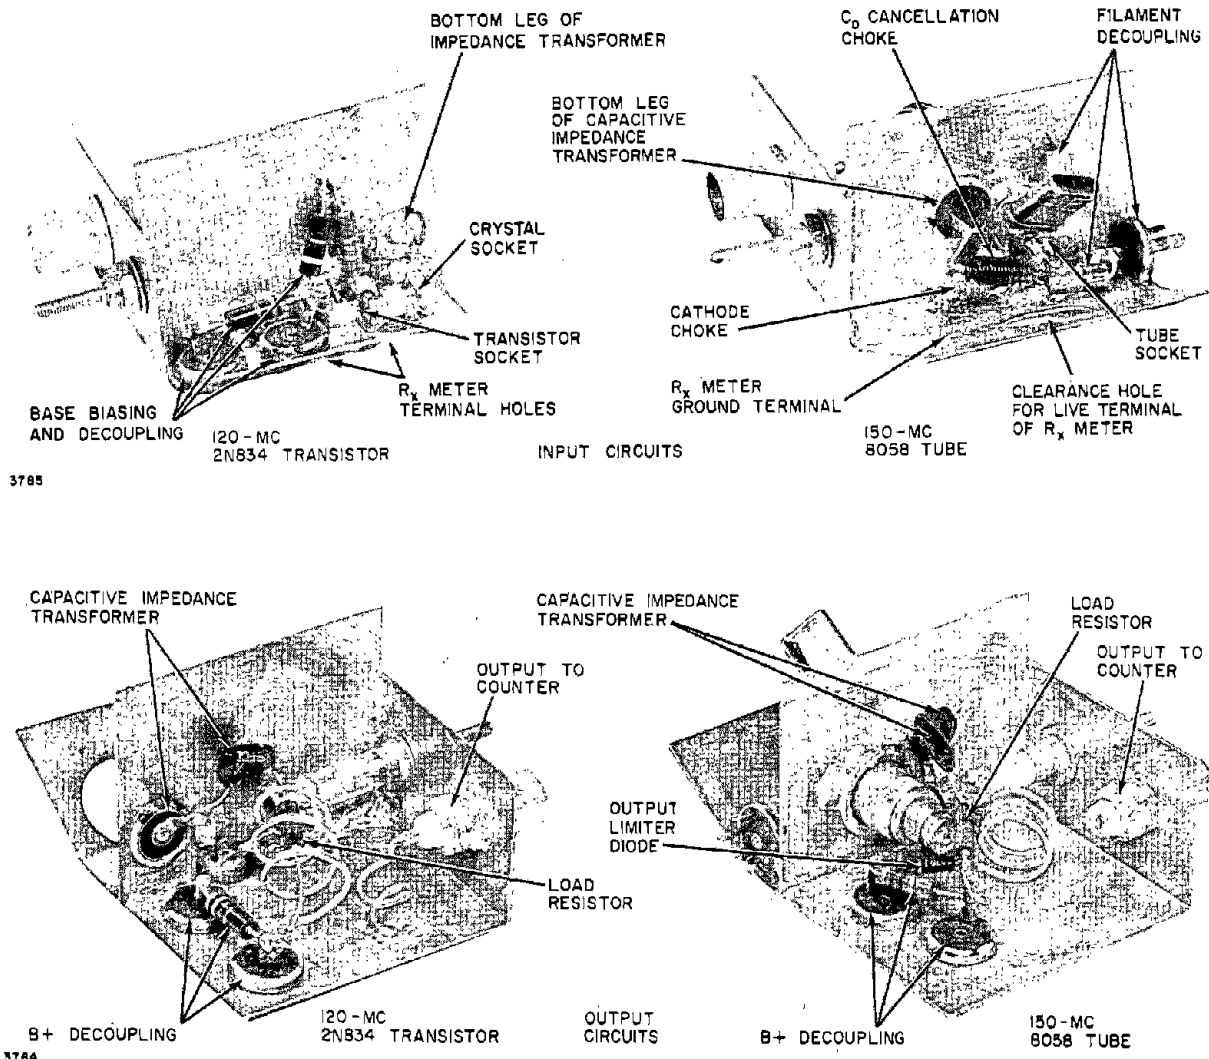 BOTTOM LEG OF
IMPEDANCE TRANSFORMER
CRYSTAL
SOCKET
TRANSISTOR
SOCKET
Rx METER
TERMINAL HOLES
BASE BIASING
AND DECOUPLING
120-MC
2N834 TRANSISTOR
INPUT CIRCUITS
CD CANCELLATION
CHOKE
FILAMENT
DECOUPLING
BOTTOM LEG
OF CAPACITIVE
IMPEDANCE
TRANSFORMER
CATHODE
CHOKE
Rx METER
GROUND TERMINAL
TUBE
SOCKET
CLEARANCE HOLE
FOR LIVE TERMINAL
OF Rx METER
150-MC
8058 TUBE
3785
CAPACITIVE IMPEDANCE
TRANSFORMER
OUTPUT TO
COUNTER
LOAD
RESISTOR
B+ DECOUPLING
120-MC
2N834 TRANSISTOR
OUTPUT
CIRCUITS
CAPACITIVE IMPEDANCE
TRANSFORMER
LOAD
RESISTOR
OUTPUT TO
COUNTER
OUTPUT
LIMITER
DIODE
B+ DECOUPLING
150-MC
8058 TUBE
3784